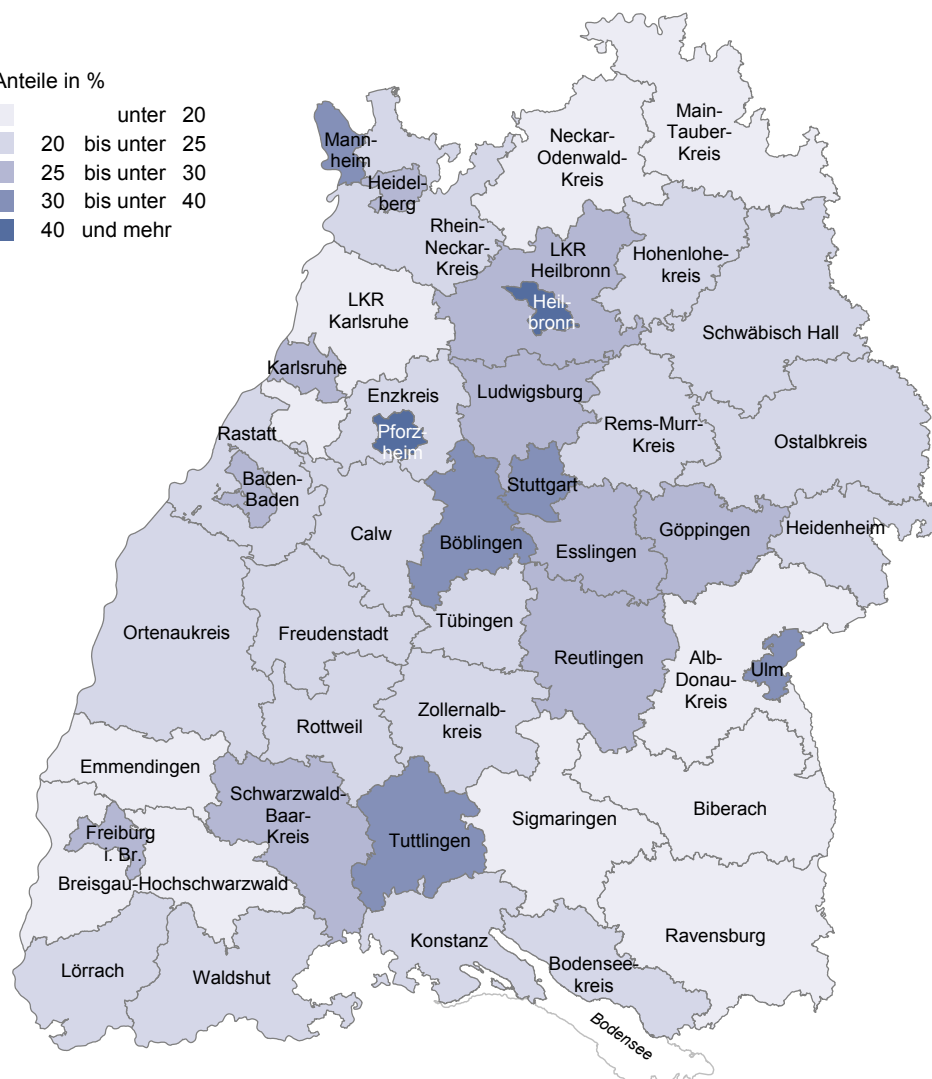 Anteile in %
unter 20
20 bis unter 25
25 bis unter 30
30 bis unter 40
40 und mehr
Main-
Tauber-
Kreis
Neckar-
Odenwald-
Kreis
Mann-
heim
Heidel-
berg
Rhein-
Neckar-
Kreis
LKR
Heilbronn
Hohenlohe-
kreis
Heil-
bronn
LKR
Karlsruhe
Schwäbisch Hall
Karlsruhe
Enzkreis
Ludwigsburg
Pforz-
heim
Rems-Murr-
Kreis
Ostalbkreis
Rastatt
Baden-
Baden
Stuttgart
Calw
Böblingen
Esslingen
Göppingen
Heidenheim
Ortenaukreis
Freudenstadt
Tübingen
Reutlingen
Alb-
Donau-
Kreis
Ulm
Rottweil
Zollernalb-
kreis
Emmendingen
Schwarzwald-
Baar-
Kreis
Tuttlingen
Sigmaringen
Biberach
Freiburg
i. Br.
Breisgau-Hochschwarzwald
Konstanz
Ravensburg
Lörrach
Waldshut
Bodensee-
kreis
Bodensee